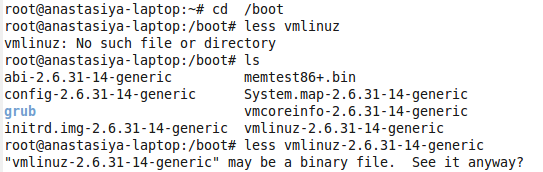 root@anastasiya-laptop:~# cd  /boot
root@anastasiya-laptop:/boot# less vmlinuz
vmlinuz: No such file or directory
root@anastasiya-laptop:/boot# ls
abi-2.6.31-14-generic         memtest86+.bin
config-2.6.31-14-generic      System.map-2.6.31-14-generic
grub                          vmcoreinfo-2.6.31-14-generic
initrd.img-2.6.31-14-generic  vmlinuz-2.6.31-14-generic
root@anastasiya-laptop:/boot# less vmlinuz-2.6.31-14-generic
"vmlinuz-2.6.31-14-generic" may be a binary file.  See it anyway?